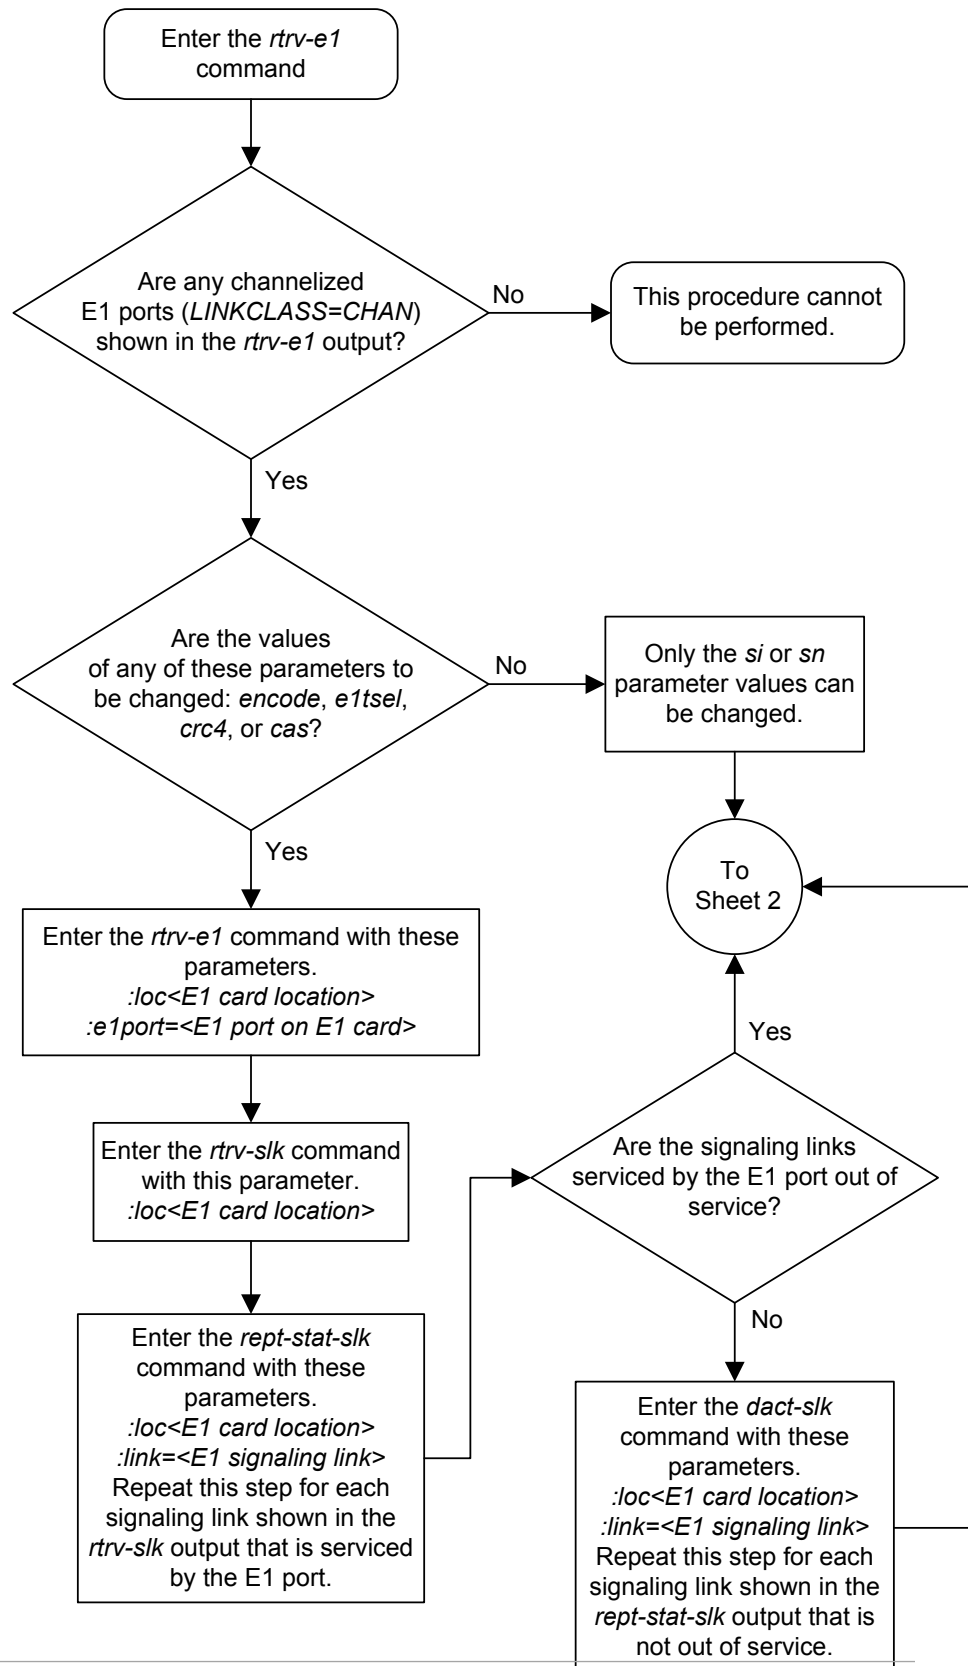 Enter the rtrv-e1
command
Are any channelized
E1 ports (LINKCLASS=CHAN)
shown in the rtrv-e1 output?
No
This procedure cannot
be performed.
Yes
Are the values
of any of these parameters to
be changed: encode, e1tsel,
crc4, or cas?
No
Only the si or sn
parameter values can
be changed.
Yes
To
Sheet 2
Enter the rtrv-e1 command with these
parameters.
:loc<E1 card location>
:e1port=<E1 port on E1 card>
Enter the rtrv-slk command
with this parameter.
:loc<E1 card location>
Enter the rept-stat-slk
command with these
parameters.
:loc<E1 card location>
:link=<E1 signaling link>
Repeat this step for each
signaling link shown in the
rtrv-slk output that is serviced
by the E1 port.
Yes
Are the signaling links
serviced by the E1 port out of
service?
No
Enter the dact-slk
command with these
parameters.
:loc<E1 card location>
:link=<E1 signaling link>
Repeat this step for each
signaling link shown in the
rept-stat-slk output that is
not out of service.